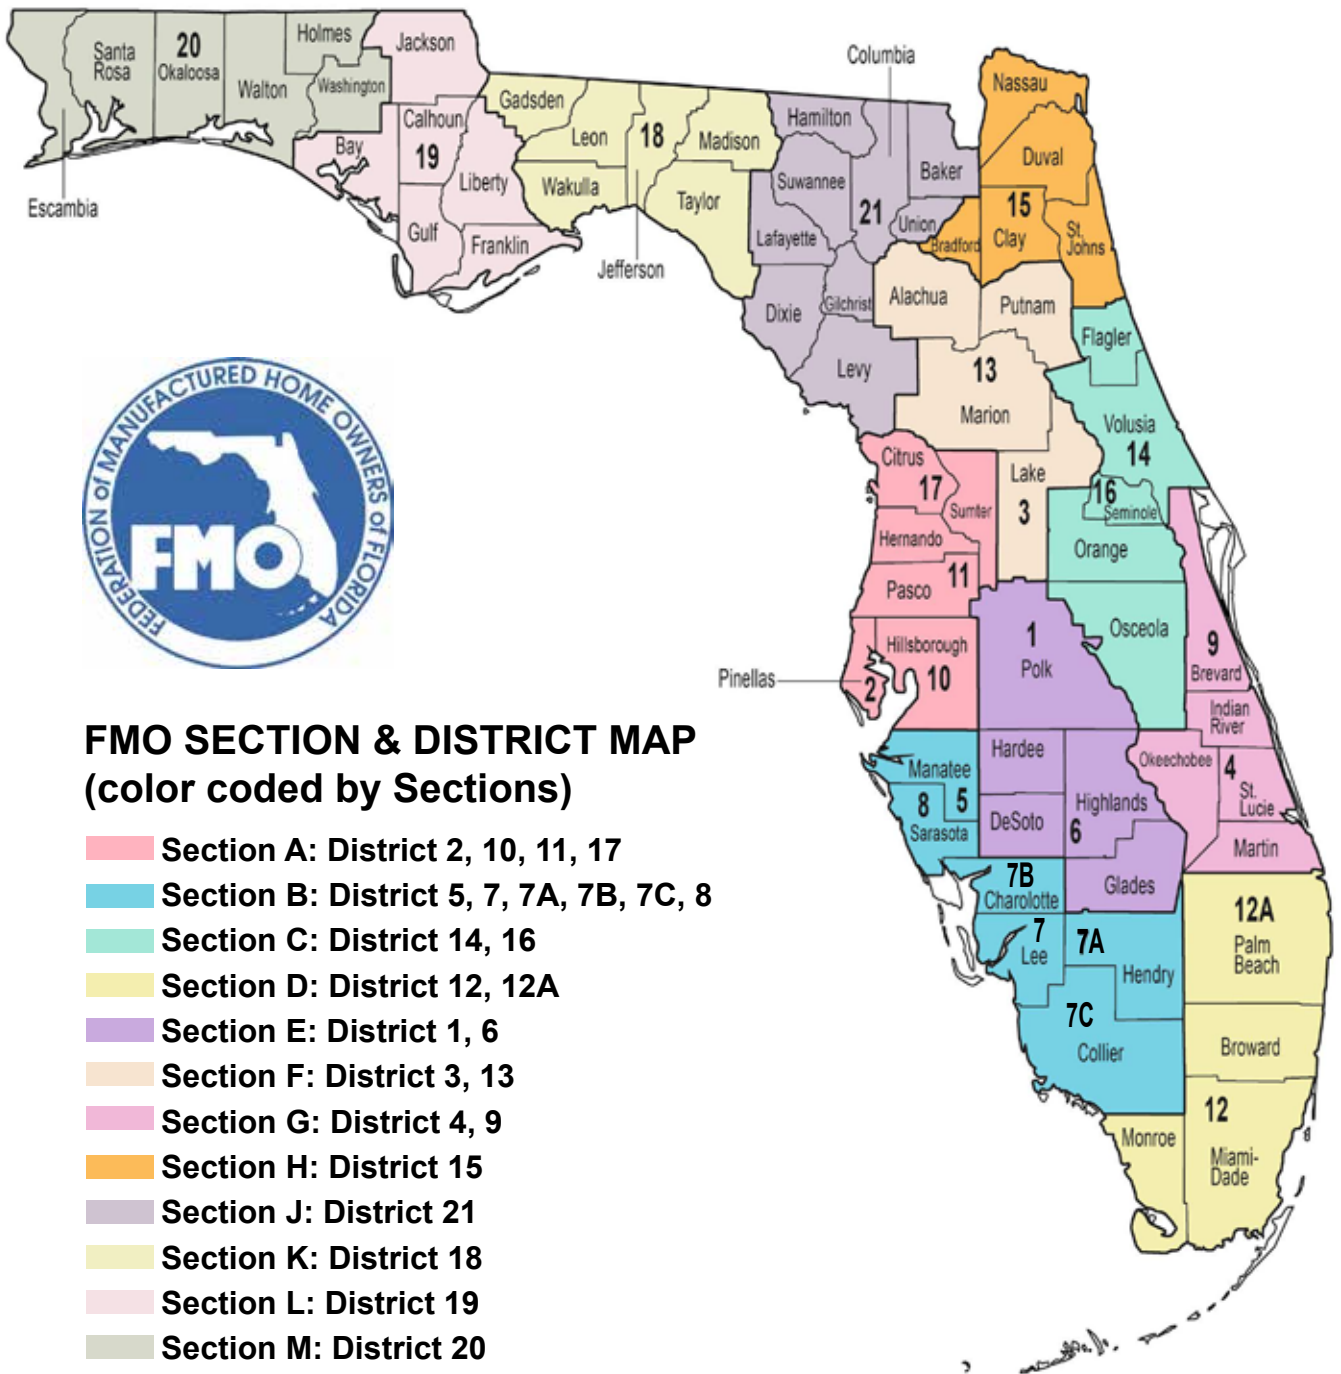 Holmes
Jackson
Santa
Rosa
20
Okaloosa
Walton
Washington
Escambia
Calhoun
Bay
19
Liberty
Gulf
Franklin
Gadsden
Leon
18
Madison
Wakulla
Taylor
Jefferson
Columbia
Hamilton
Suwannee
Baker
21
Union
Lafayette
Dixie
Gilchrist
Levy
Nassau
Duval
15
Clay
St.
Johns
Bradford
Alachua
Putnam
13
Marion
Lake
3
Flagler
Volusia
14
16
Seminole
Orange
Osceola
Citrus
17
Sumter
Hernando
11
Pasco
Hillsborough
10
Pinellas
2
1
Polk
9
Brevard
Indian
River
Okeechobee
4
St.
Lucie
Martin
Hardee
DeSoto
Highlands
6
Glades
Manatee
5
8
Sarasota
7B
Charolotte
7
Lee
7A
Hendry
7C
Collier
12A
Palm
Beach
Broward
12
Monroe
Miami-
Dade
FEDERATION of MANUFACTURED HOME OWNERS of FLORIDA
FMO
FMO SECTION & DISTRICT MAP
(color coded by Sections)
Section A: District 2, 10, 11, 17
Section B: District 5, 7, 7A, 7B, 7C, 8
Section C: District 14, 16
Section D: District 12, 12A
Section E: District 1, 6
Section F: District 3, 13
Section G: District 4, 9
Section H: District 15
Section J: District 21
Section K: District 18
Section L: District 19
Section M: District 20